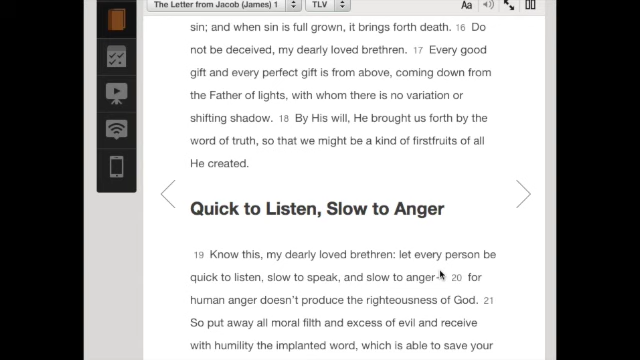 The Letter from Jacob (James) 1 TLV Aa
sin; and when sin is full grown, it brings forth death. 16 Do
not be deceived, my dearly loved brethren. 17 Every good
gift and every perfect gift is from above, coming down from
the Father of lights, with whom there is no variation or
shifting shadow. 18 By His will, He brought us forth by the
word of truth, so that we might be a kind of firstfruits of all
He created.
Quick to Listen, Slow to Anger
19 Know this, my dearly loved brethren: let every person be
quick to listen, slow to speak, and slow to anger- 20 for
human anger doesn't produce the righteousness of God. 21
So put away all moral filth and excess of evil and receive
with humility the implanted word, which is able to save your